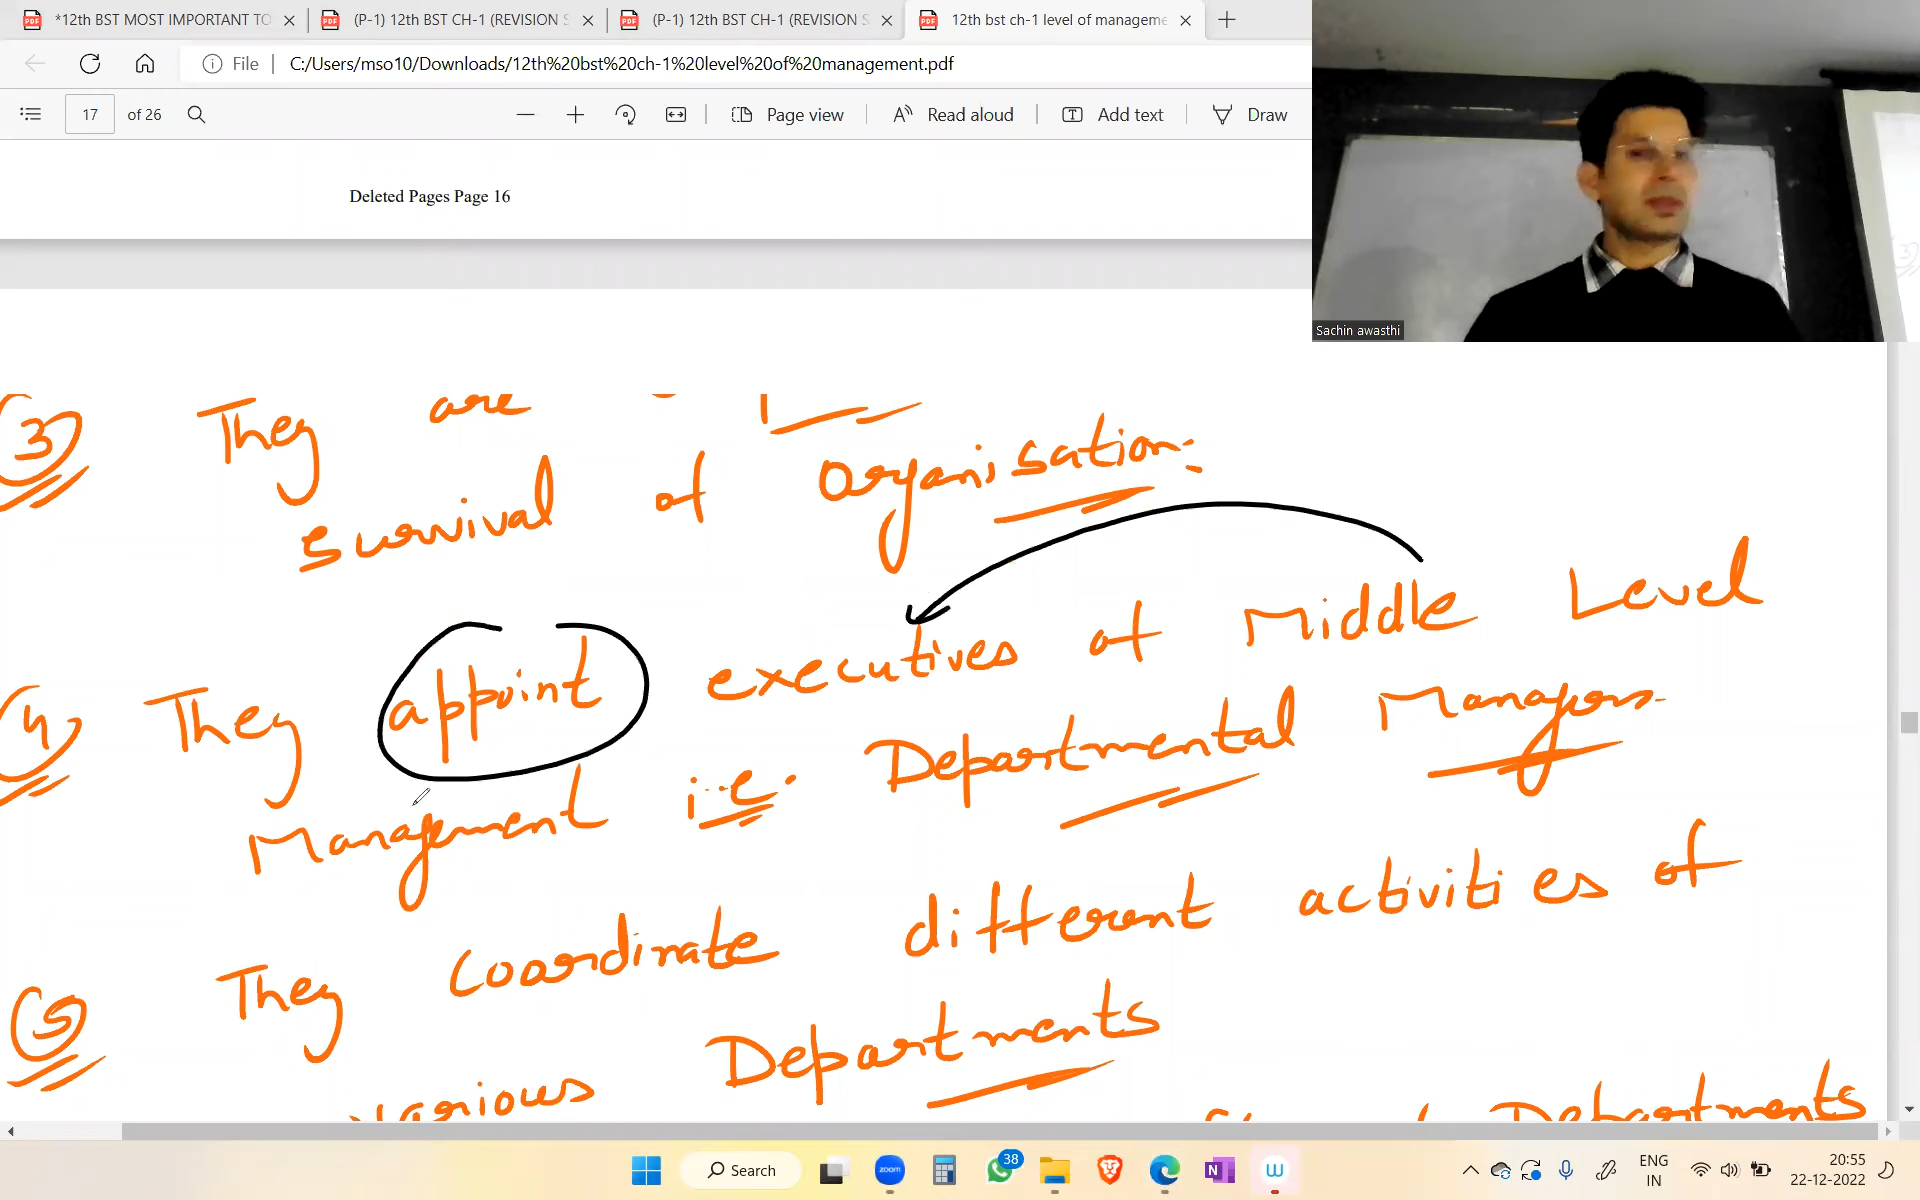 *12th BST MOST IMPORTANT TO
(P-1) 12th BST CH-1 (REVISION S
(P-1) 12th BST CH-1 (REVISION S
12th bst ch-1 level of manageme
File
C:/Users/mso10/Downloads/12th%20bst%20ch-1%20level%20of%20management.pdf
17 of 26
Page view
Read aloud
Add text
Draw
Deleted Pages Page 16
Sachin awasthi
(3) They are
survival of Organisation:
(4) They appoint executives of Middle Level
Management i.e. Departmental Managers.
(5) They Coordinate different activities of
various Departments
Departments
Search
zoom
38
N
W
ENG
IN
20:55
22-12-2022